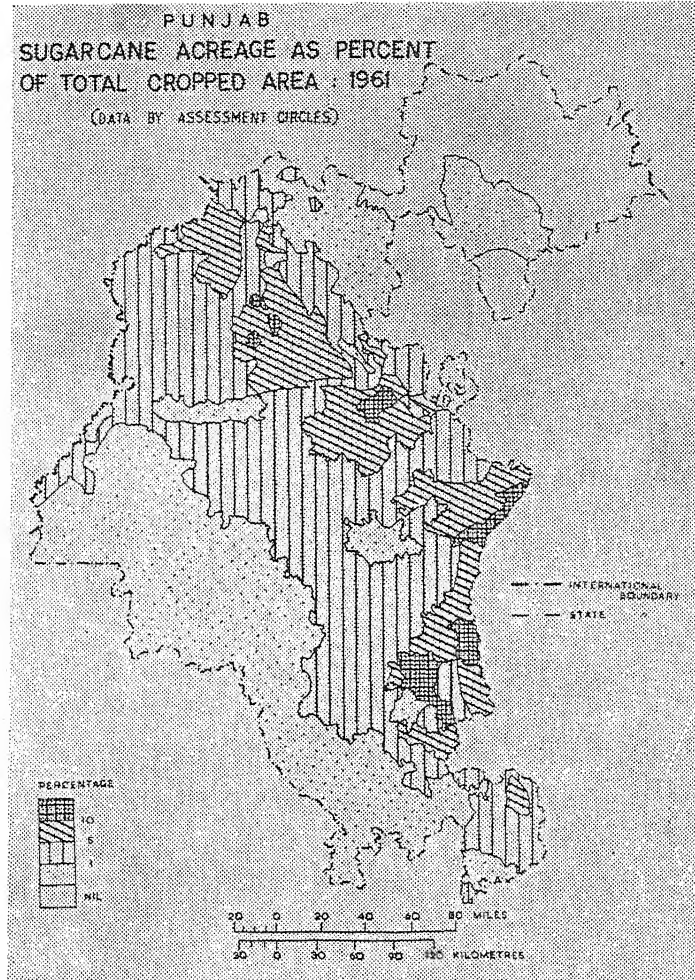 PUNJAB
SUGARCANE ACREAGE AS PERCENT
OF TOTAL CROPPED AREA : 1961
(DATA BY ASSESSMENT CIRCLES)
INTERNATIONAL
BOUNDARY
STATE "
PERCENTAGE
10
5
1
NIL
20 0 20 40 60 80 MILES
30 0 30 60 90 120 KILOMETRES